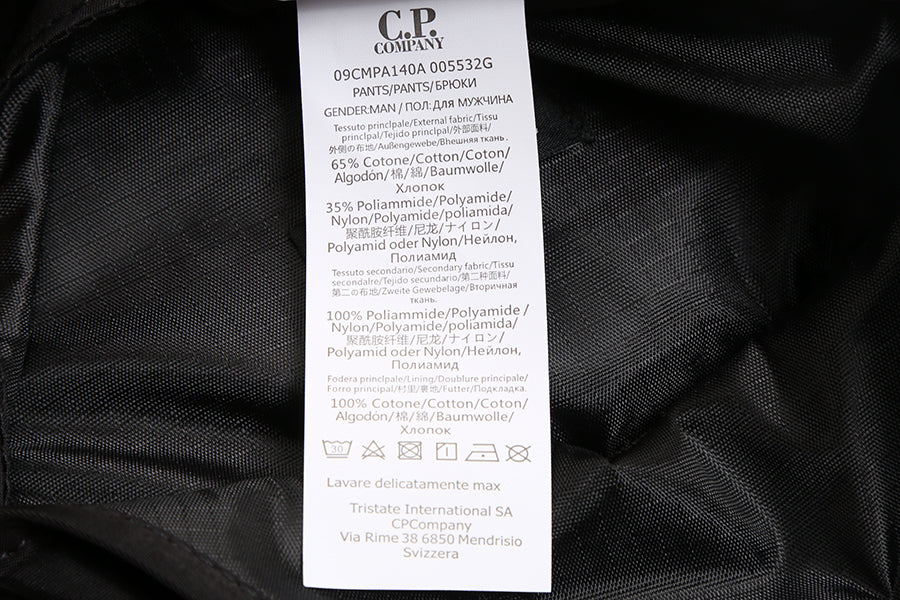 C.P.
COMPANY
09CMPA140A 005532G
PANTS/PANTS/БРЮКИ
GENDER:MAN / ПОЛ: ДЛЯ МУЖЧИНА
Tessuto princlpale/External fabric/Tissu
princlpal/Tejido princlpal/外部面料/
外側の布地/Außengewebe/Внешняя ткань.
65% Cotone/Cotton/Coton/
Algodón/棉/綿/Baumwolle/
Хлопок
35% Poliammide/Polyamide/
Nylon/Polyamide/poliamida/
聚酰胺纤维/尼龙/ナイロン/
Polyamid oder Nylon/Нейлон,
Полиамид
Tessuto secondario/Secondary fabric/Tissu
secondalre/Tejido secundario/第二种面料/
第二の布地/Zweite Gewebelage/Вторичная
ткань.
100% Poliammide/Polyamide /
Nylon/Polyamide/poliamida/
聚酰胺纤维/尼龙/ナイロン/
Polyamid oder Nylon/Нейлон,
Полиамид
Fodera princlpale/Lining/Doublure principale/
Forro principal/村里/裏地/Futter/Подкладка.
100% Cotone/Cotton/Coton/
Algodón/棉/綿/Baumwolle/
Хлопок
30
Lavare delicatamente max
Tristate International SA
CPCompany
Via Rime 38 6850 Mendrisio
Svizzera